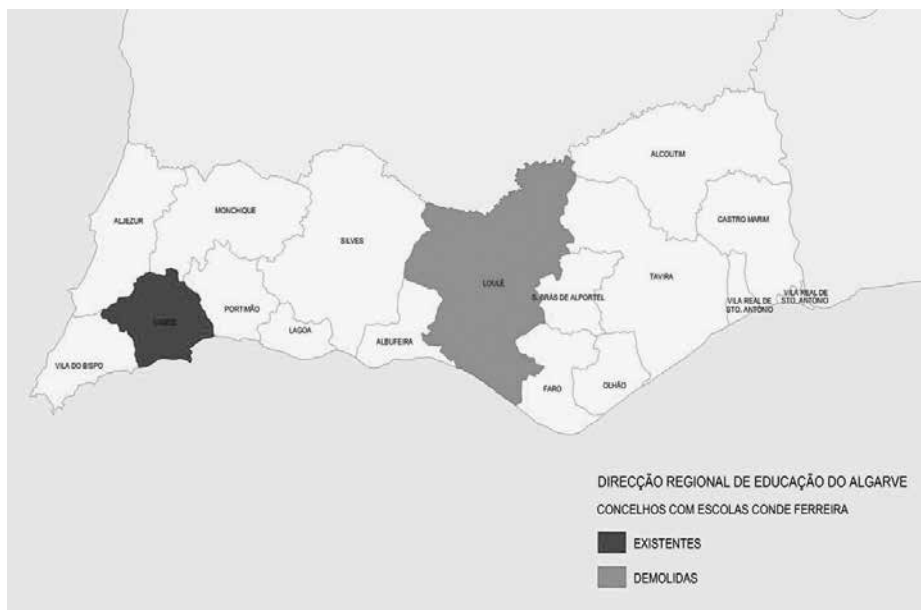 ALCOUTIM
ALJEZUR
MONCHIQUE
CASTRO MARIM
SILVES
TAVIRA
LOULÉ
S. BRÁS DE ALPORTEL
VILA REAL DE
STO. ANTÓNIO
VILA REAL DE
STO. ANTÓNIO
PORTIMÃO
LAGOA
ALBUFEIRA
VILA DO BISPO
FARO
OLHÃO
DIRECÇÃO REGIONAL DE EDUCAÇÃO DO ALGARVE
CONCELHOS COM ESCOLAS CONDE FERREIRA
EXISTENTES
DEMOLIDAS